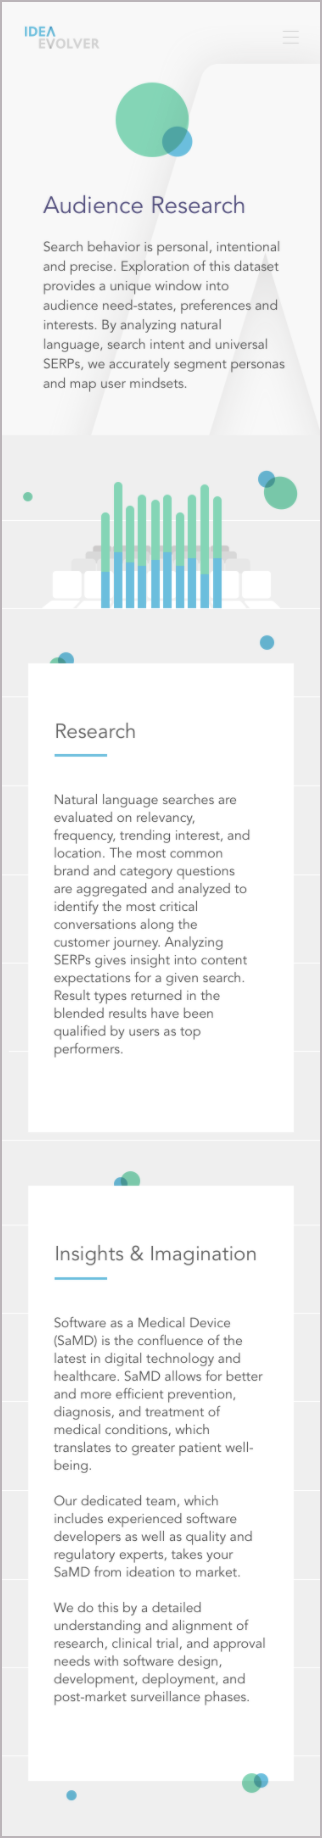 IDEA
EVOLVER
Audience Research
Search behavior is personal, intentional
and precise. Exploration of this dataset
provides a unique window into
audience need-states, preferences and
interests. By analyzing natural
language, search intent and universal
SERPs, we accurately segment personas
and map user mindsets.
Research
Natural language searches are
evaluated on relevancy,
frequency, trending interest, and
location. The most common
brand and category questions
are aggregated and analyzed to
identify the most critical
conversations along the
customer journey. Analyzing
SERPs gives insight into content
expectations for a given search.
Result types returned in the
blended results have been
qualified by users as top
performers.
Insights & Imagination
Software as a Medical Device
(SaMD) is the confluence of the
latest in digital technology and
healthcare. SaMD allows for better
and more efficient prevention,
diagnosis, and treatment of
medical conditions, which
translates to greater patient well-
being.
Our dedicated team, which
includes experienced software
developers as well as quality and
regulatory experts, takes your
SaMD from ideation to market.
We do this by a detailed
understanding and alignment of
research, clinical trial, and approval
needs with software design,
development, deployment, and
post-market surveillance phases.